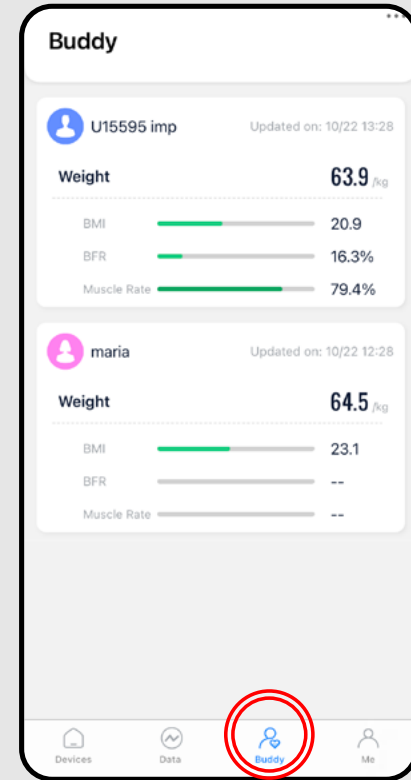 Buddy
U15595 imp Updated on: 10/22 13:28
Weight 63.9 /kg
BMI 20.9
BFR 16.3%
Muscle Rate 79.4%
maria Updated on: 10/22 12:28
Weight 64.5 /kg
BMI 23.1
BFR --
Muscle Rate --
Devices Data Buddy Me